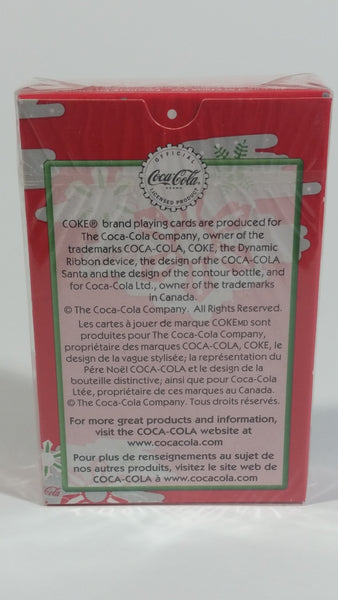 OFFICIAL
Coca-Cola
BRAND
LICENSED PRODUCT
COKE® brand playing cards are produced for
The Coca-Cola Company, owner of the
trademarks COCA-COLA, COKE, the Dynamic
Ribbon device, the design of the COCA-COLA
Santa and the design of the contour bottle, and
for Coca-Cola Ltd., owner of the trademarks
in Canada.
© The Coca-Cola Company. All Rights Reserved.
Les cartes à jouer de marque COKEMD sont
produites pour The Coca-Cola Company,
propriétaire des marques COCA-COLA, COKE, le
design de la vague stylisée; la représentation du
Père Noël COCA-COLA et le design de
la bouteille distinctive; ainsi que pour Coca-Cola
Ltée, propriétaire de ces marques au Canada.
© The Coca-Cola Company. Tous droits réservés.
For more great products and information,
visit the COCA-COLA website at
www.cocacola.com
Pour plus de renseignements au sujet de
nos autres produits, visitez le site web de
COCA-COLA à www.cocacola.com
Cola